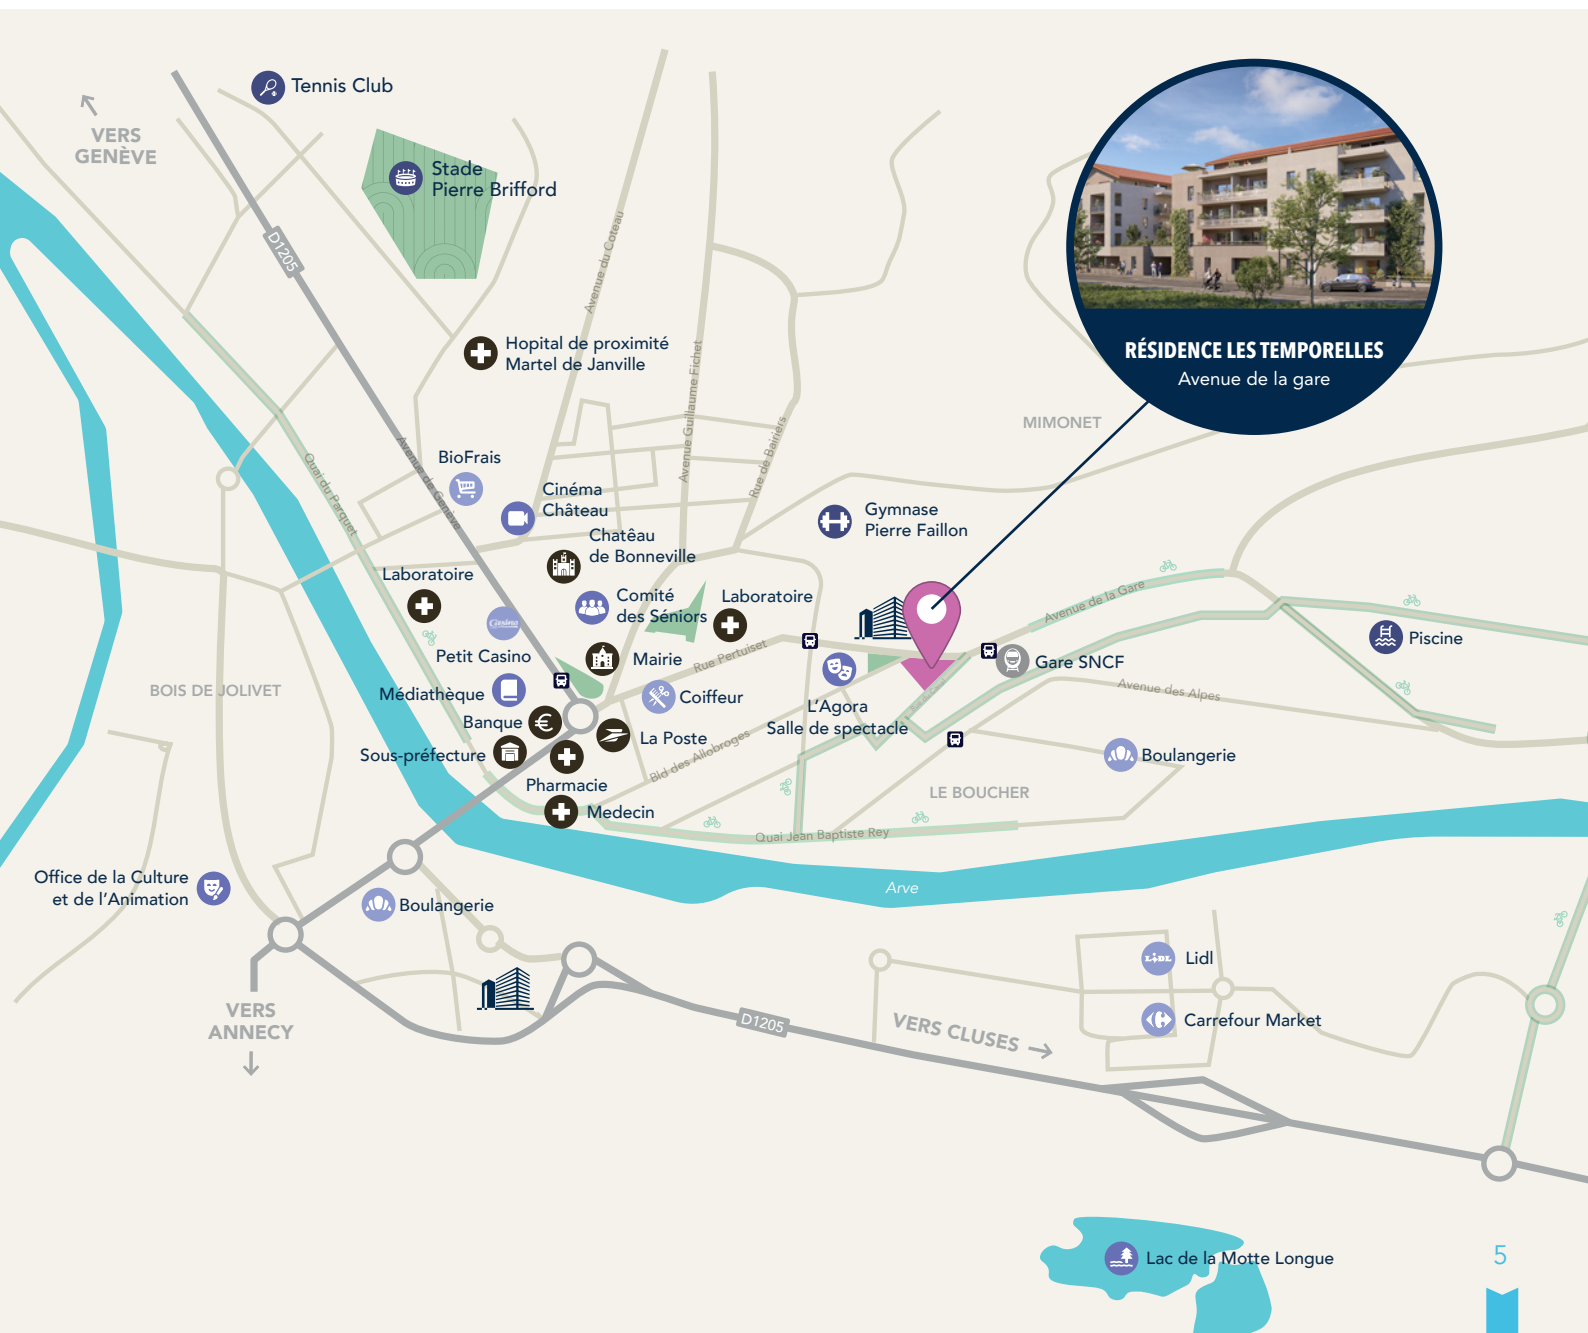 Tennis Club
VERS
GENÈVE
Stade
Pierre Brifford
D1205
Avenue du Coteau
Hopital de proximité
Martel de Janville
RÉSIDENCE LES TEMPORELLES
Avenue de la gare
Avenue Guillaume Fichet
MIMONET
Rue de Bairiers
Avenue de Genève
Quai du Parquet
BioFrais
Cinéma
Château
Gymnase
Pierre Faillon
Chatêau
de Bonneville
Laboratoire
Comité
des Séniors
Laboratoire
Avenue de la Gare
Casino
Petit Casino
Mairie
Rue Pertuiset
Piscine
Gare SNCF
BOIS DE JOLIVET
Médiathèque
Coiffeur
Avenue des Alpes
L'Agora
Salle de spectacle
Banque
La Poste
Sous-préfecture
Bld des Allobroges
Boulangerie
Pharmacie
LE BOUCHER
Medecin
Quai Jean Baptiste Rey
Office de la Culture
et de l'Animation
Arve
Boulangerie
LiDL
Lidl
VERS
ANNECY
D1205
VERS CLUSES
Carrefour Market
Lac de la Motte Longue
5